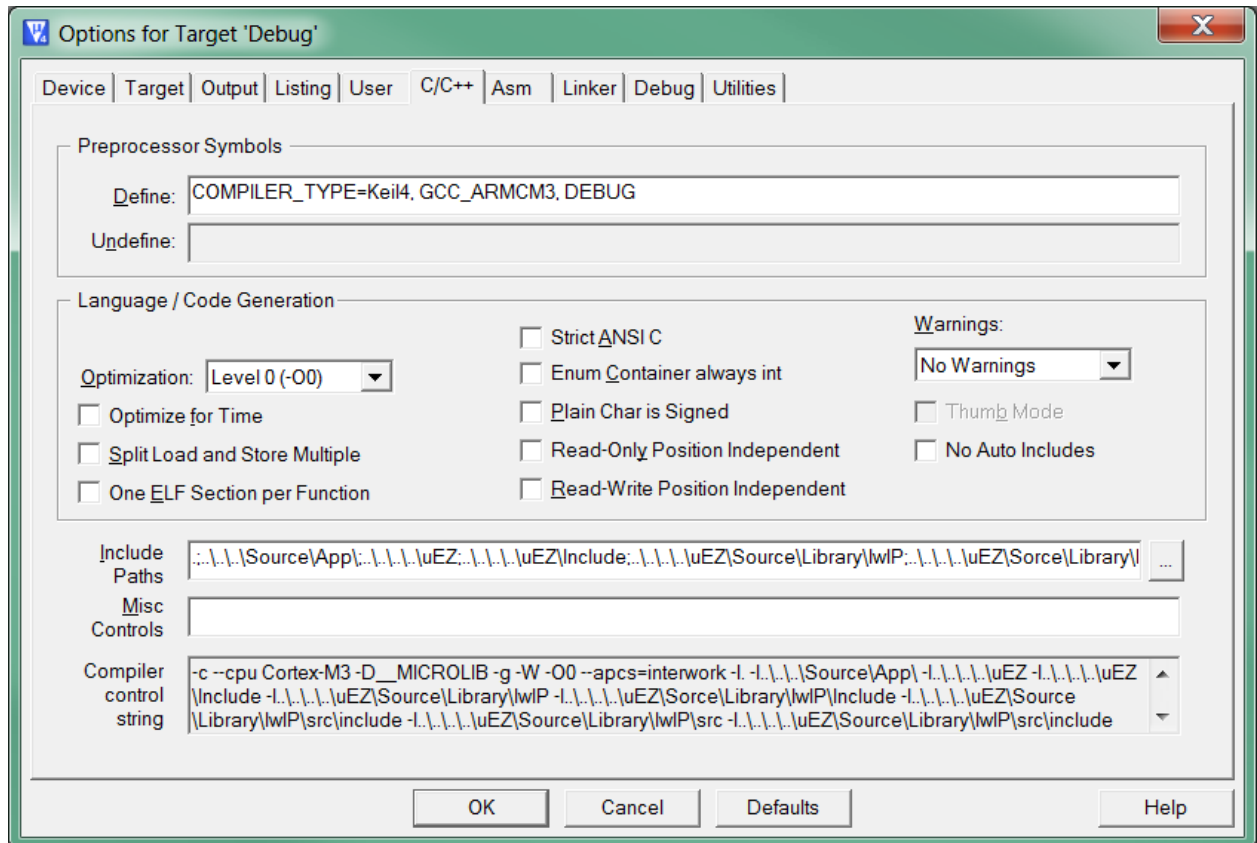 Options for Target 'Debug'
Device Target Output Listing User C/C++ Asm Linker Debug Utilities
Preprocessor Symbols
Define: COMPILER_TYPE=Keil4, GCC_ARMCM3, DEBUG
Undefine:
Language / Code Generation
Optimization: Level 0 (-O0)
Optimize for Time
Split Load and Store Multiple
One ELF Section per Function
Strict ANSI C
Enum Container always int
Plain Char is Signed
Read-Only Position Independent
Read-Write Position Independent
Warnings:
No Warnings
Thumb Mode
No Auto Includes
Include Paths
.;..\..\..\Source\App\;..\..\..\..\uEZ;..\..\..\..\uEZ\Include;..\..\..\..\uEZ\Source\Library\lwIP;..\..\..\..\uEZ\Sorce\Library\l
...
Misc Controls
Compiler control string
-c --cpu Cortex-M3 -D__MICROLIB -g -W -O0 --apcs=interwork -I. -I..\..\..\Source\App\ -I..\..\..\..\uEZ -I..\..\..\..\uEZ
\Include -I..\..\..\..\uEZ\Source\Library\lwIP -I..\..\..\..\uEZ\Sorce\Library\lwIP\Include -I..\..\..\..\uEZ\Source
\Library\lwIP\src\include -I..\..\..\..\uEZ\Source\Library\lwIP\src -I..\..\..\..\uEZ\Source\Library\lwIP\src\include
OK Cancel Defaults Help